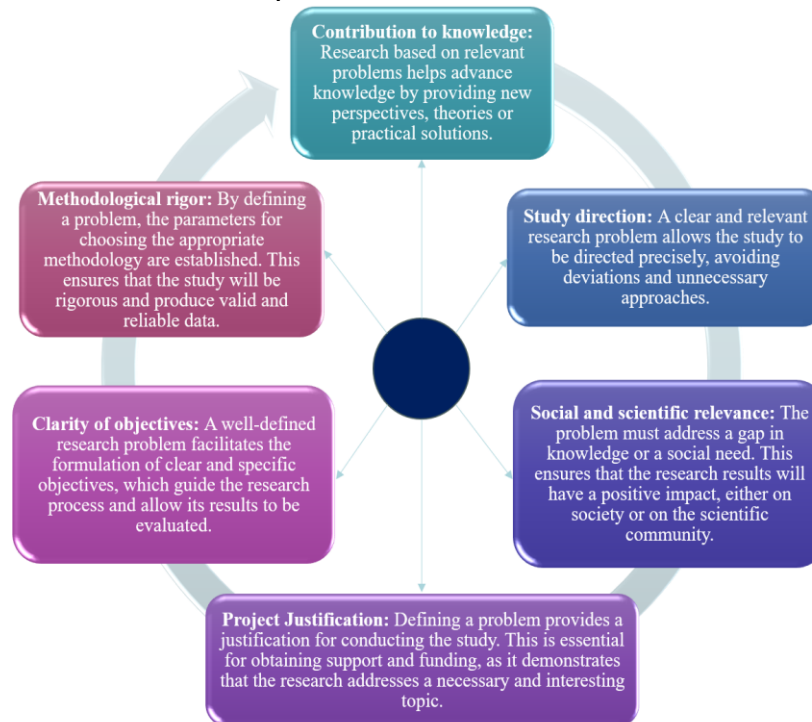 Contribution to knowledge:
Research based on relevant
problems helps advance
knowledge by providing new
perspectives, theories or
practical solutions.
Study direction: A clear and relevant
research problem allows the study to
be directed precisely, avoiding
deviations and unnecessary
approaches.
Social and scientific relevance: The
problem must address a gap in
knowledge or a social need. This
ensures that the research results will
have a positive impact, either on
society or on the scientific
community.
Project Justification: Defining a problem provides a
justification for conducting the study. This is essential
for obtaining support and funding, as it demonstrates
that the research addresses a necessary and interesting
topic.
Clarity of objectives: A well-defined
research problem facilitates the
formulation of clear and specific
objectives, which guide the research
process and allow its results to be
evaluated.
Methodological rigor: By defining
a problem, the parameters for
choosing the appropriate
methodology are established. This
ensures that the study will be
rigorous and produce valid and
reliable data.